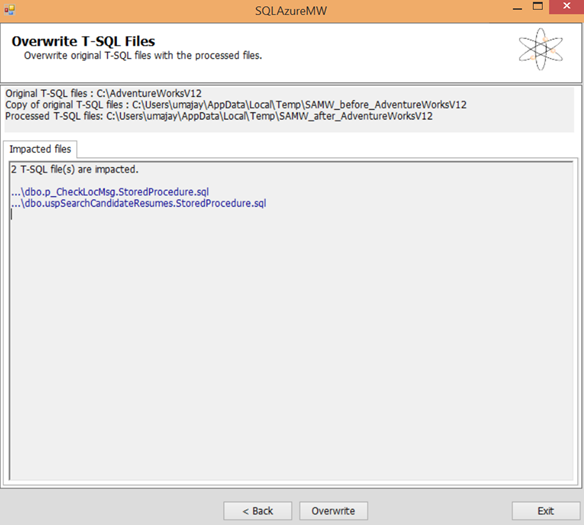 SQLAzureMW
Overwrite T-SQL Files
Overwrite original T-SQL files with the processed files.
Original T-SQL files : C:\AdventureWorksV12
Copy of original T-SQL files : C:\Users\umajay\AppData\Local\Temp\SAMW_before_AdventureWorksV12
Processed T-SQL files: C:\Users\umajay\AppData\Local\Temp\SAMW_after_AdventureWorksV12
Impacted files
2 T-SQL file(s) are impacted.
...\dbo.p_CheckLocMsg.StoredProcedure.sql
...\dbo.uspSearchCandidateResumes.StoredProcedure.sql
< Back Overwrite Exit